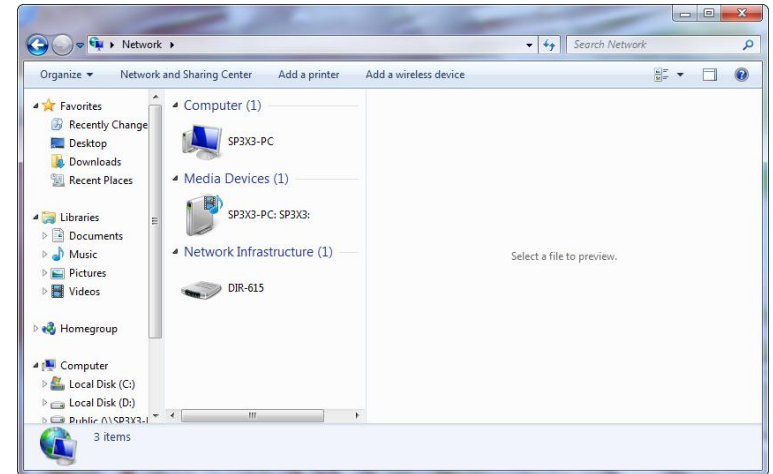 Network
Search Network
Organize Network and Sharing Center Add a printer Add a wireless device
Favorites
Recently Change
Desktop
Downloads
Recent Places
Libraries
Documents
Music
Pictures
Videos
Homegroup
Computer
Local Disk (C:)
Local Disk (D:)
Public (\\SP3X3-
Computer (1)
SP3X3-PC
Media Devices (1)
SP3X3-PC: SP3X3:
Network Infrastructure (1)
DIR-615
Select a file to preview.
3 items